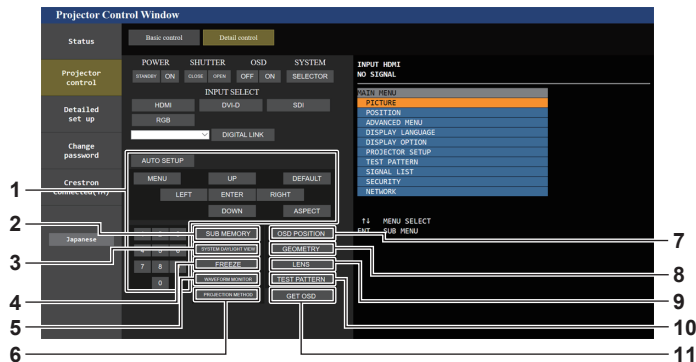 Projector Control Window
Status
Basic control
Detail control
Projector
control
Detailed
set up
Change
password
Crestron
Connected(TM)
Japanese
POWER SHUTTER OSD SYSTEM
STANDBY ON CLOSE OPEN OFF ON SELECTOR
INPUT SELECT
HDMI DVI-D SDI
RGB
DIGITAL LINK
AUTO SETUP
MENU UP DEFAULT
LEFT ENTER RIGHT
DOWN ASPECT
SUB MEMORY OSD POSITION
SYSTEM DAYLIGHT VIEW GEOMETRY
FREEZE LENS
7 8
WAVEFORM MONITOR TEST PATTERN
0
PROJECTION METHOD GET OSD
INPUT HDMI
NO SIGNAL
MAIN MENU
PICTURE
POSITION
ADVANCED MENU
DISPLAY LANGUAGE
DISPLAY OPTION
PROJECTOR SETUP
TEST PATTERN
SIGNAL LIST
SECURITY
NETWORK
↑↓ MENU SELECT
ENT SUB MENU
1
2
3
4
5
6
7
8
9
10
11